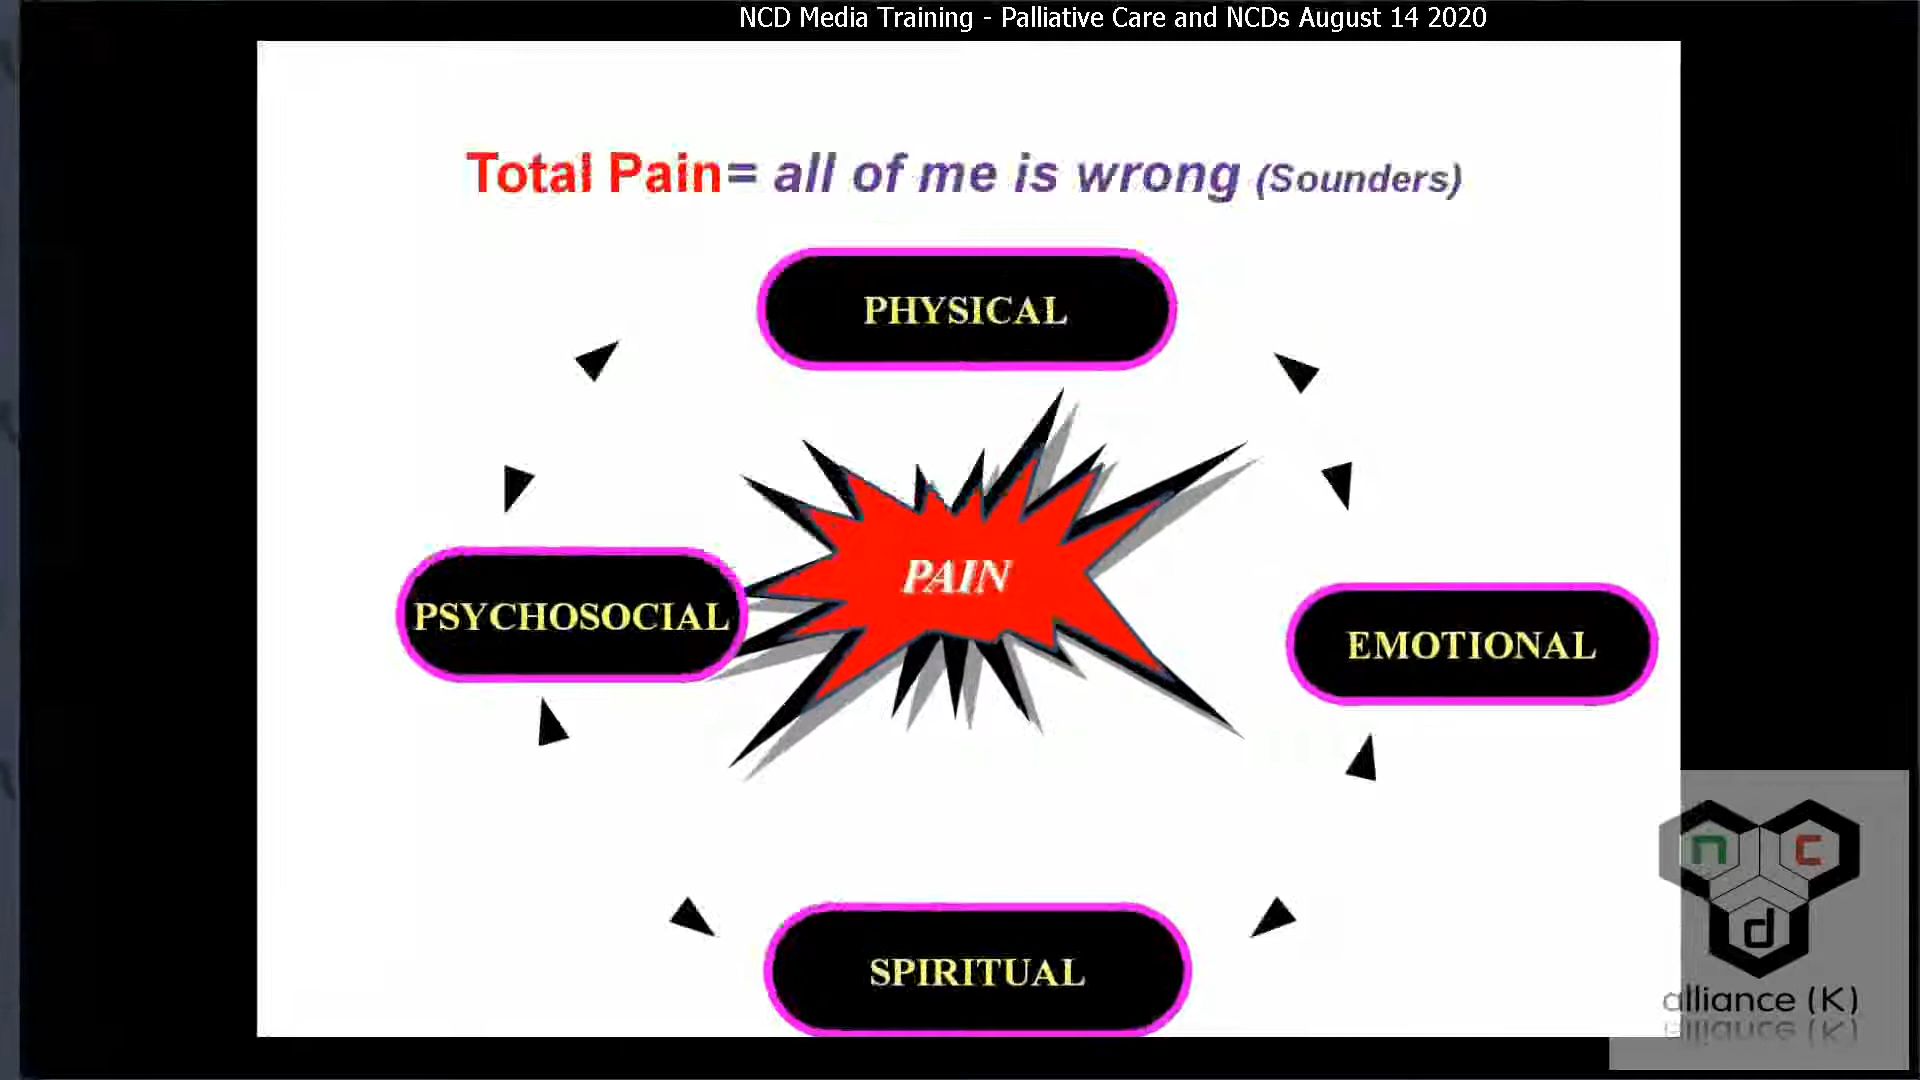 NCD Media Training - Palliative Care and NCDs August 14 2020
Total Pain= all of me is wrong (Sounders)
PHYSICAL
PAIN
PSYCHOSOCIAL
EMOTIONAL
SPIRITUAL
n c
d
alliance (K)